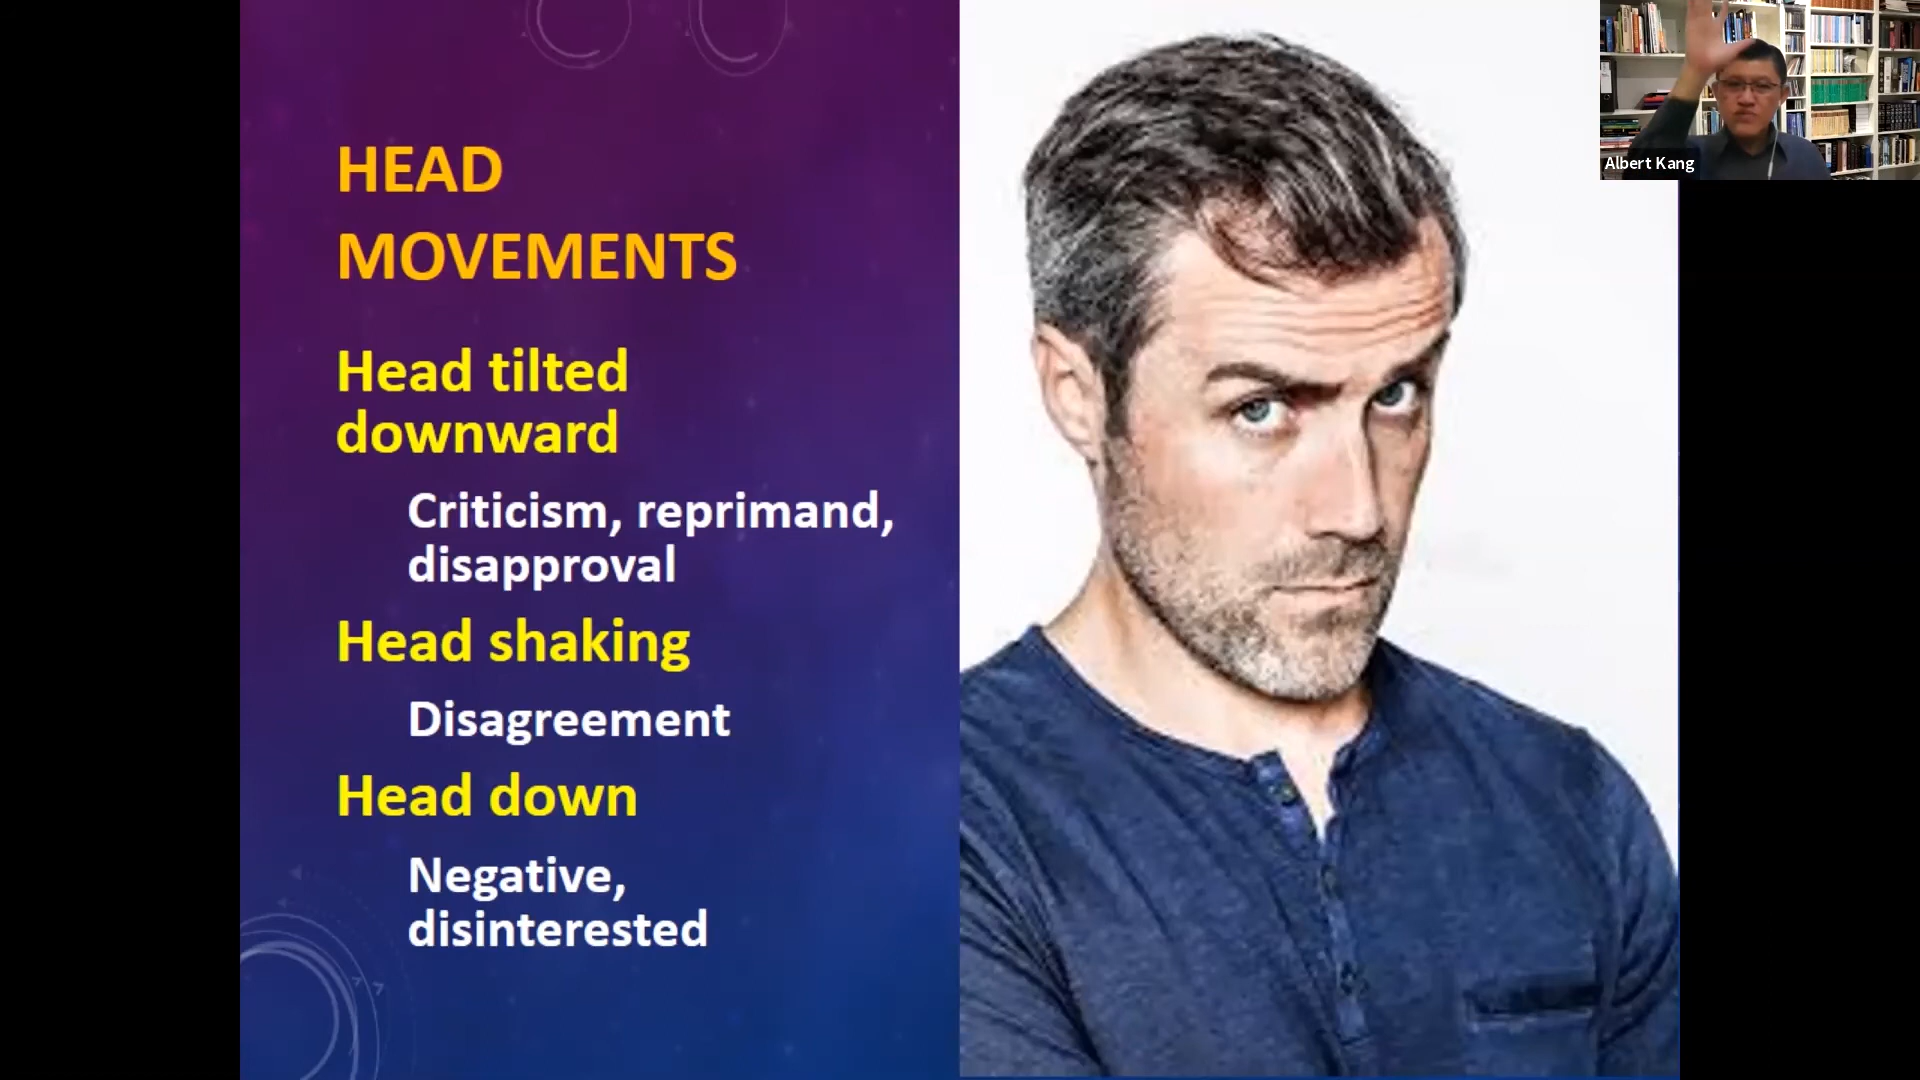 HEAD
MOVEMENTS
Head tilted
downward
Criticism, reprimand,
disapproval
Head shaking
Disagreement
Head down
Negative,
disinterested
Albert Kang